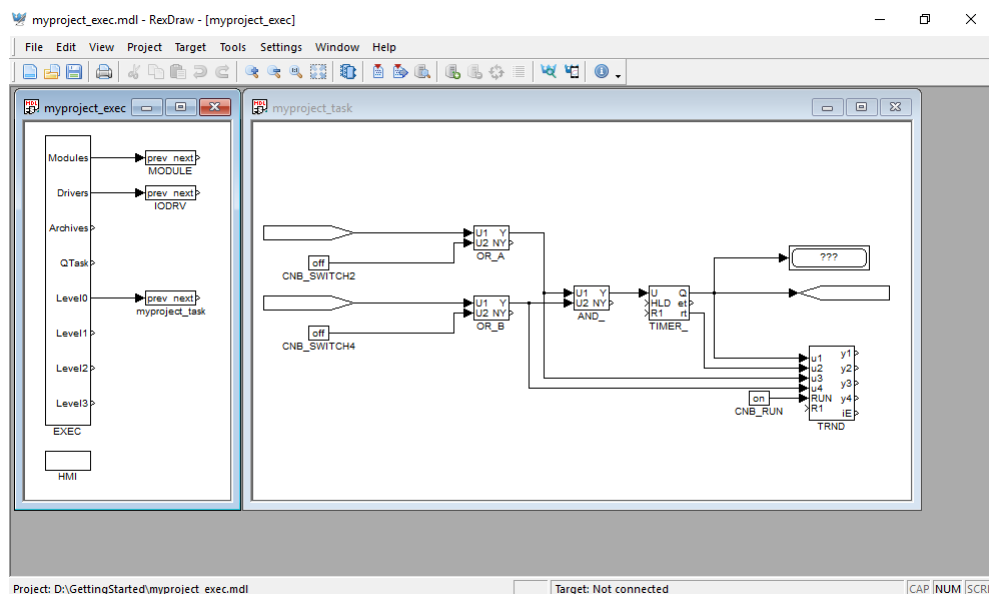 myproject_exec.mdl - RexDraw - [myproject_exec]
File Edit View Project Target Tools Settings Window Help
myproject_exec
Modules
prev next
MODULE
Drivers
prev next
IODRV
Archives
QTask
Level0
prev next
myproject_task
Level1
Level2
Level3
EXEC
HMI
myproject_task
U1 Y
U2 NY
OR_A
off
CNB_SWITCH2
U1 Y
U2 NY
OR_B
off
CNB_SWITCH4
U1 Y
U2 NY
AND_
U Q
HLD et
R1 rt
TIMER_
???
u1 y1
u2 y2
u3 y3
u4
RUN y4
R1 iE
TRND
on
CNB_RUN
Project: D:\GettingStarted\myproject_exec.mdl
Target: Not connected
CAP NUM SCRL